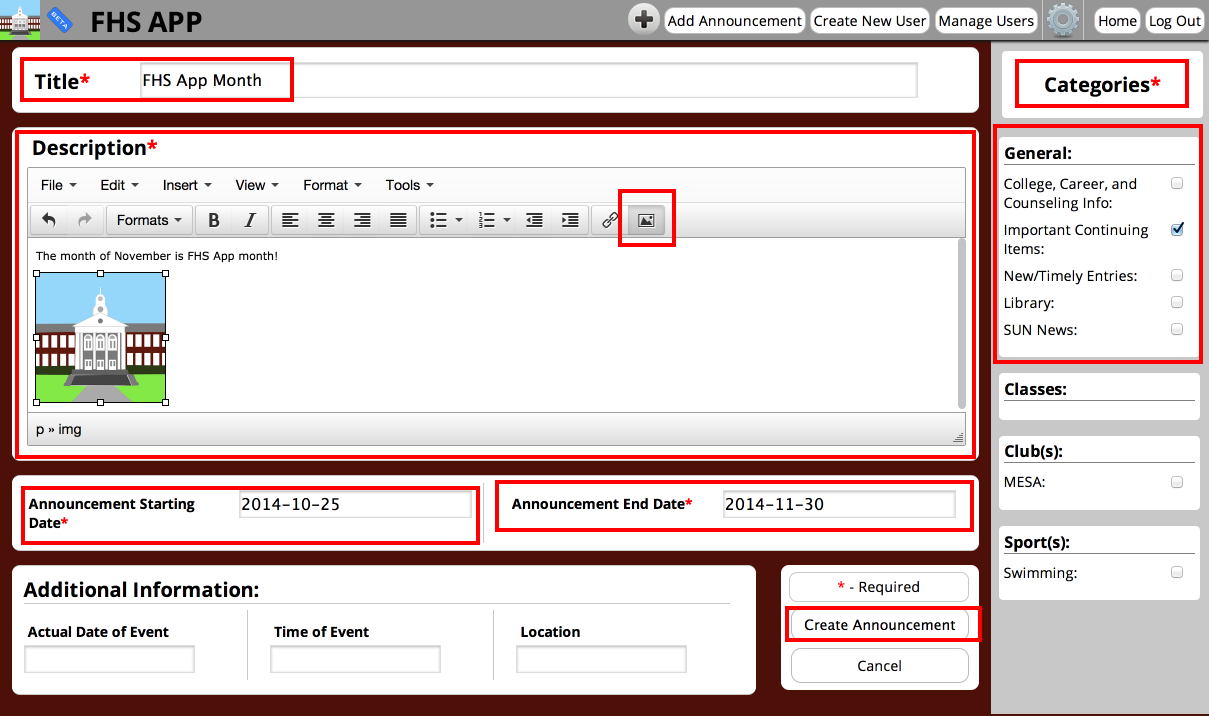 BETA
FHS APP
Add Announcement
Create New User
Manage Users
Home
Log Out
Title*
FHS App Month
Description*
File
Edit
Insert
View
Format
Tools
Formats
B
I
The month of November is FHS App month!
p » img
Announcement Starting
Date*
2014-10-25
Announcement End Date*
2014-11-30
Additional Information:
Actual Date of Event
Time of Event
Location
* - Required
Create Announcement
Cancel
Categories*
General:
College, Career, and
Counseling Info:
Important Continuing
Items:
New/Timely Entries:
Library:
SUN News:
Classes:
Club(s):
MESA:
Sport(s):
Swimming: